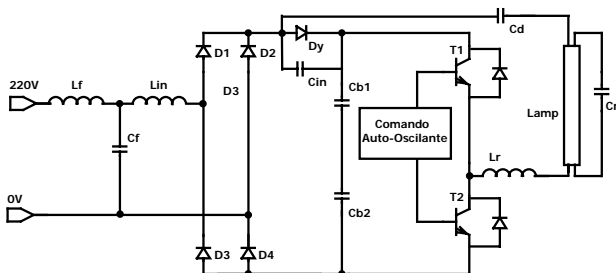 Cd
D1
D2
Dy
T1
220V
Lf
Lin
Cin
D3
Cb1
Comando
Auto-Oscilante
Lamp
Cr
Cf
Lr
0V
Cb2
T2
D3
D4